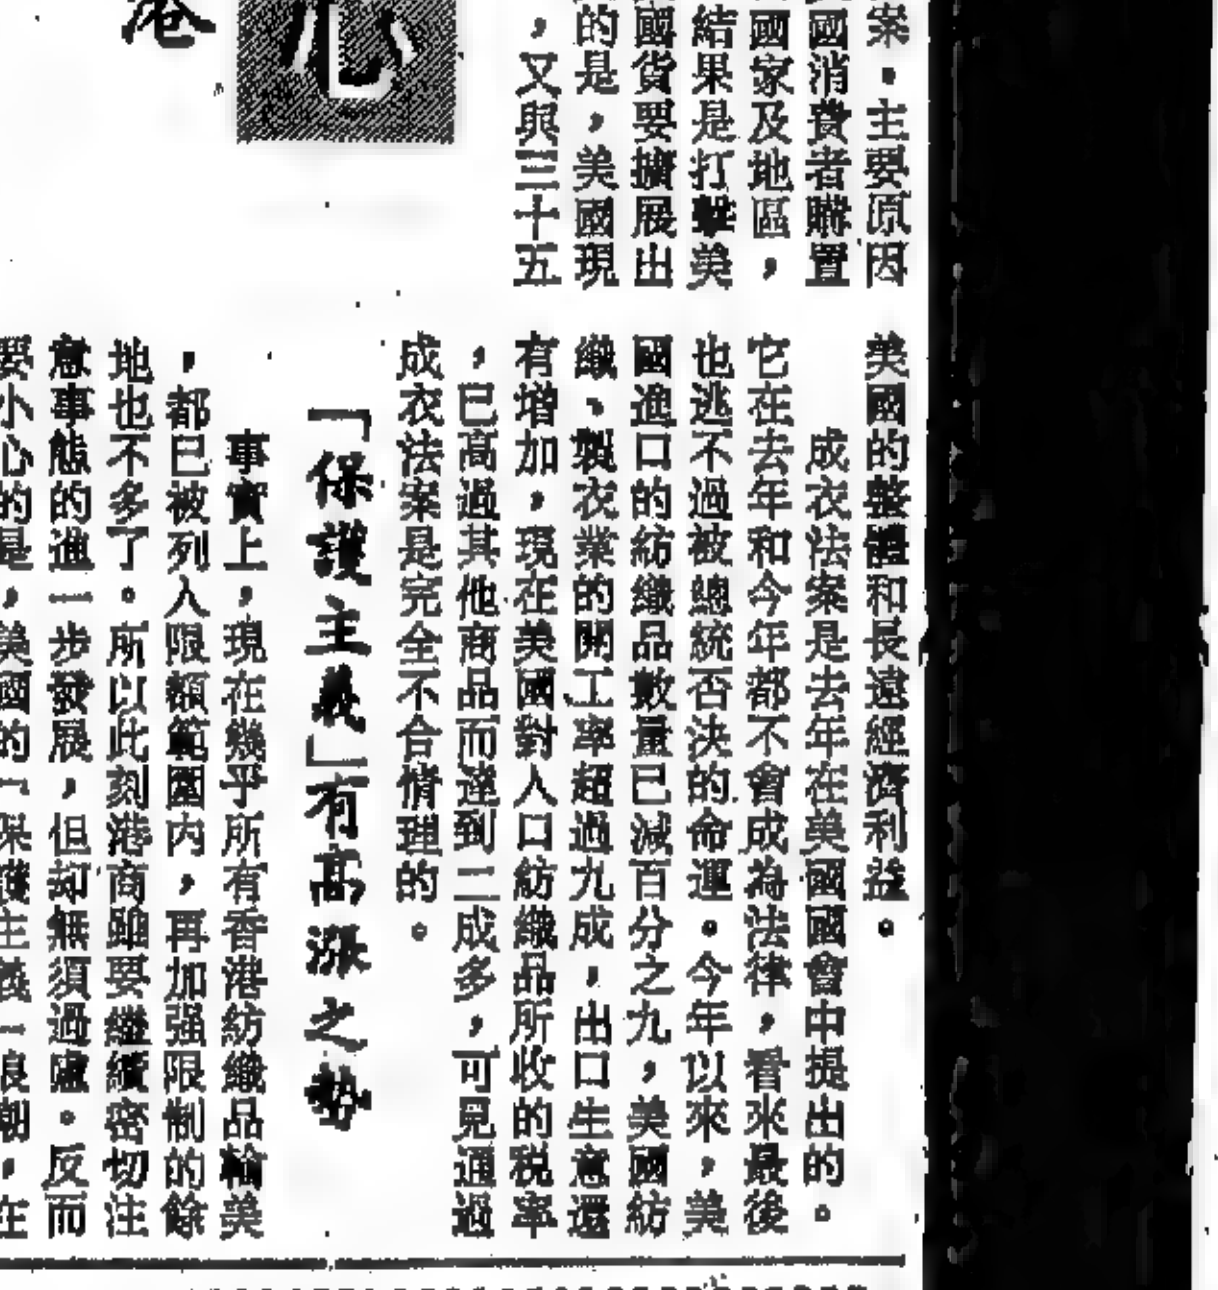 案．主要原因
國消費者購置
國家及地區，
結果是打擊美
國貨要擴展出
的是，美國現
，又與三十五
心
港
美國的整體和長遠經濟利益。
成衣法案是去年在美國國會中提出的。
它在去年和今年都不會成為法律，看來最後
也逃不過被總統否決的命運。今年以來，美
國進口的紡織品數量已減百分之九，美國紡
織、製衣業的開工率超過九成，出口生意還
有增加，現在美國對人口紡織品所收的稅率
，已高過其他商品而達到二成多，可見通過
成衣法案是完全不合情理的。
「保護主義」有高漲之勢
事實上，現在幾乎所有香港紡織品輸美
，都已被列入限額範圍內，再加强限制的餘
地也不多了。所以此刻港商雖要繼續密切注
意事態的進一步發展，但却無須過慮。反而
要小心的是，美國的「保護主義」浪潮，在